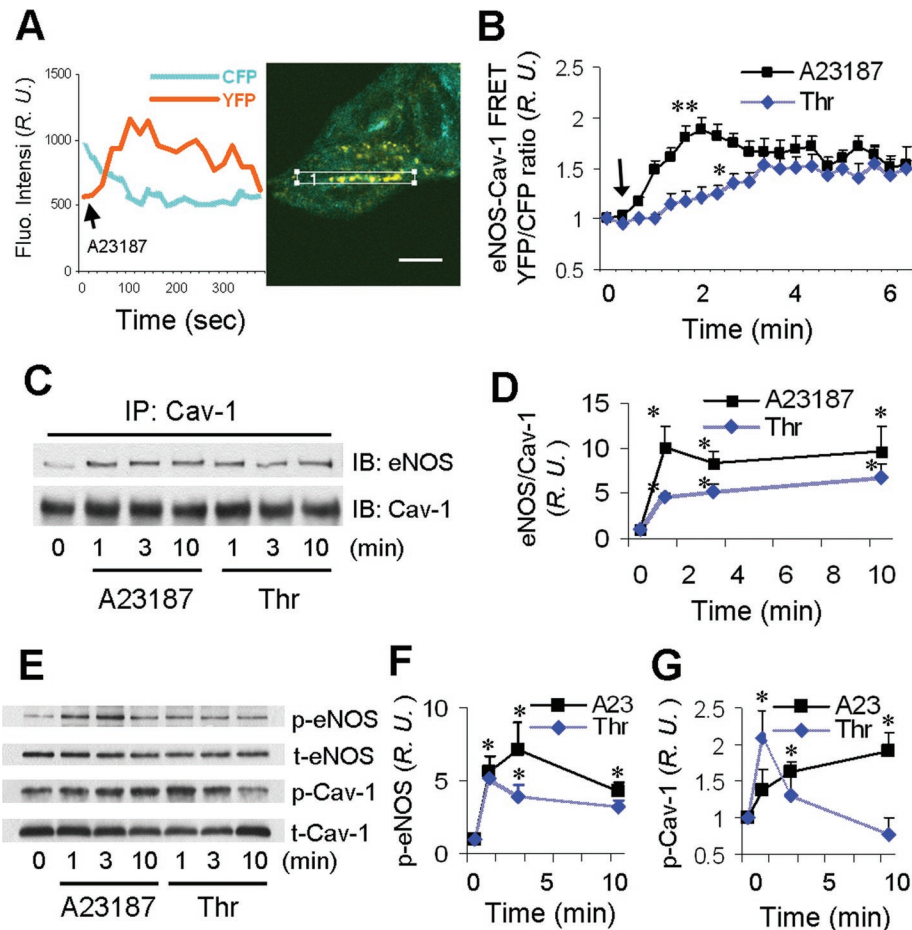 A
Fluo. Intensi (R. U.)
1500
1000
500
0
CFP
YFP
A23187
0 100 200 300
Time (sec)
1
B
eNOS-Cav-1 FRET
YFP/CFP ratio (R. U.)
2.5
2
1.5
1
0.5
A23187
Thr
**
*
0 2 4 6
Time (min)
C
IP: Cav-1
IB: eNOS
IB: Cav-1
0 1 3 10 1 3 10 (min)
A23187 Thr
D
eNOS/Cav-1
(R. U.)
15
10
5
0
A23187
Thr
* * *
* * *
0 2 4 6 8 10
Time (min)
E
p-eNOS
t-eNOS
p-Cav-1
t-Cav-1
0 1 3 10 1 3 10 (min)
A23187 Thr
F
p-eNOS (R. U.)
10
5
0
A23
Thr
* * *
*
0 5 10
Time (min)
G
p-Cav-1 (R. U.)
2.5
2
1.5
1
0.5
A23
Thr
* * *
0 5 10
Time (min)